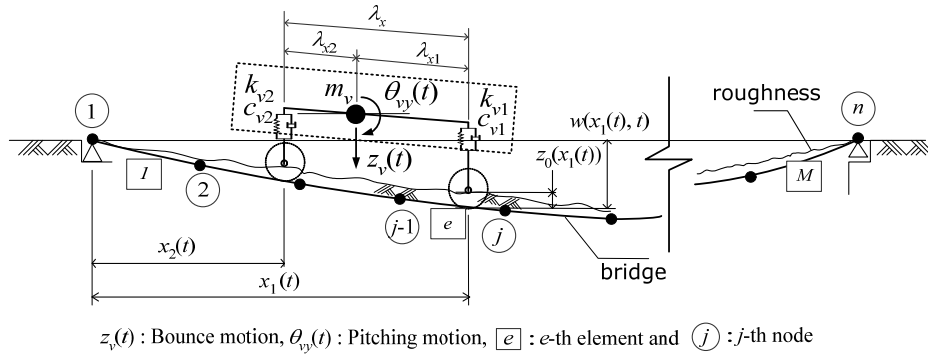 λx
λx2
λx1
mv
θvy(t)
kv2
cv2
kv1
cv1
zv(t)
w(x1(t), t)
z0(x1(t))
roughness
1
n
I
2
j-1
e
j
M
bridge
x2(t)
x1(t)
zv(t) : Bounce motion, θvy(t) : Pitching motion, e : e-th element and j : j-th node